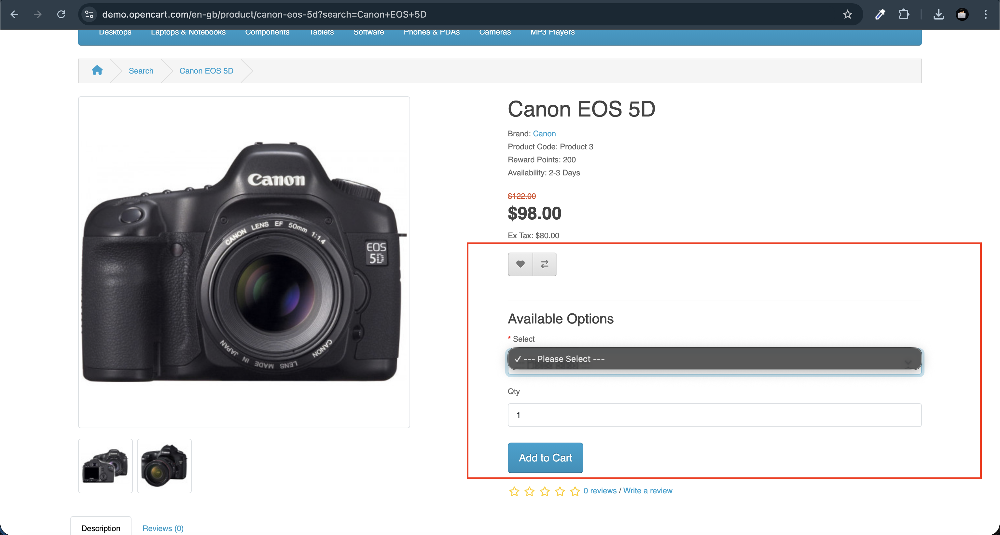 demo.opencart.com/en-gb/product/canon-eos-5d?search=Canon+EOS+5D
Desktops Laptops & Notebooks Components Tablets Software Phones & PDAs Cameras MP3 Players
Search Canon EOS 5D
Canon
CANON LENS EF 50mm 1:1.4
EOS
5D
CANON LENS MADE IN JAPAN
Canon EOS 5D
Brand: Canon
Product Code: Product 3
Reward Points: 200
Availability: 2-3 Days
$122.00
$98.00
Ex Tax: $80.00
Available Options
* Select
✓ --- Please Select ---
Qty
1
Add to Cart
0 reviews / Write a review
Description Reviews (0)